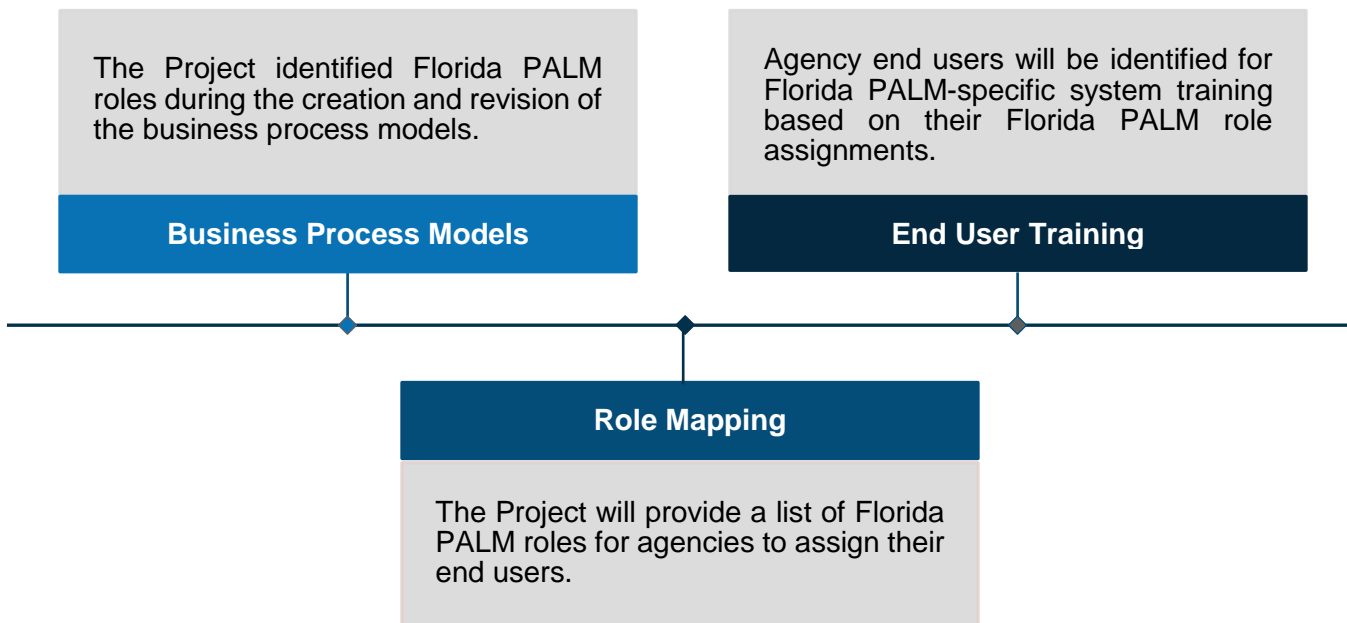 The Project identified Florida PALM
roles during the creation and revision of
the business process models.
Business Process Models
Agency end users will be identified for
Florida PALM-specific system training
based on their Florida PALM role
assignments.
End User Training
Role Mapping
The Project will provide a list of Florida
PALM roles for agencies to assign their
end users.